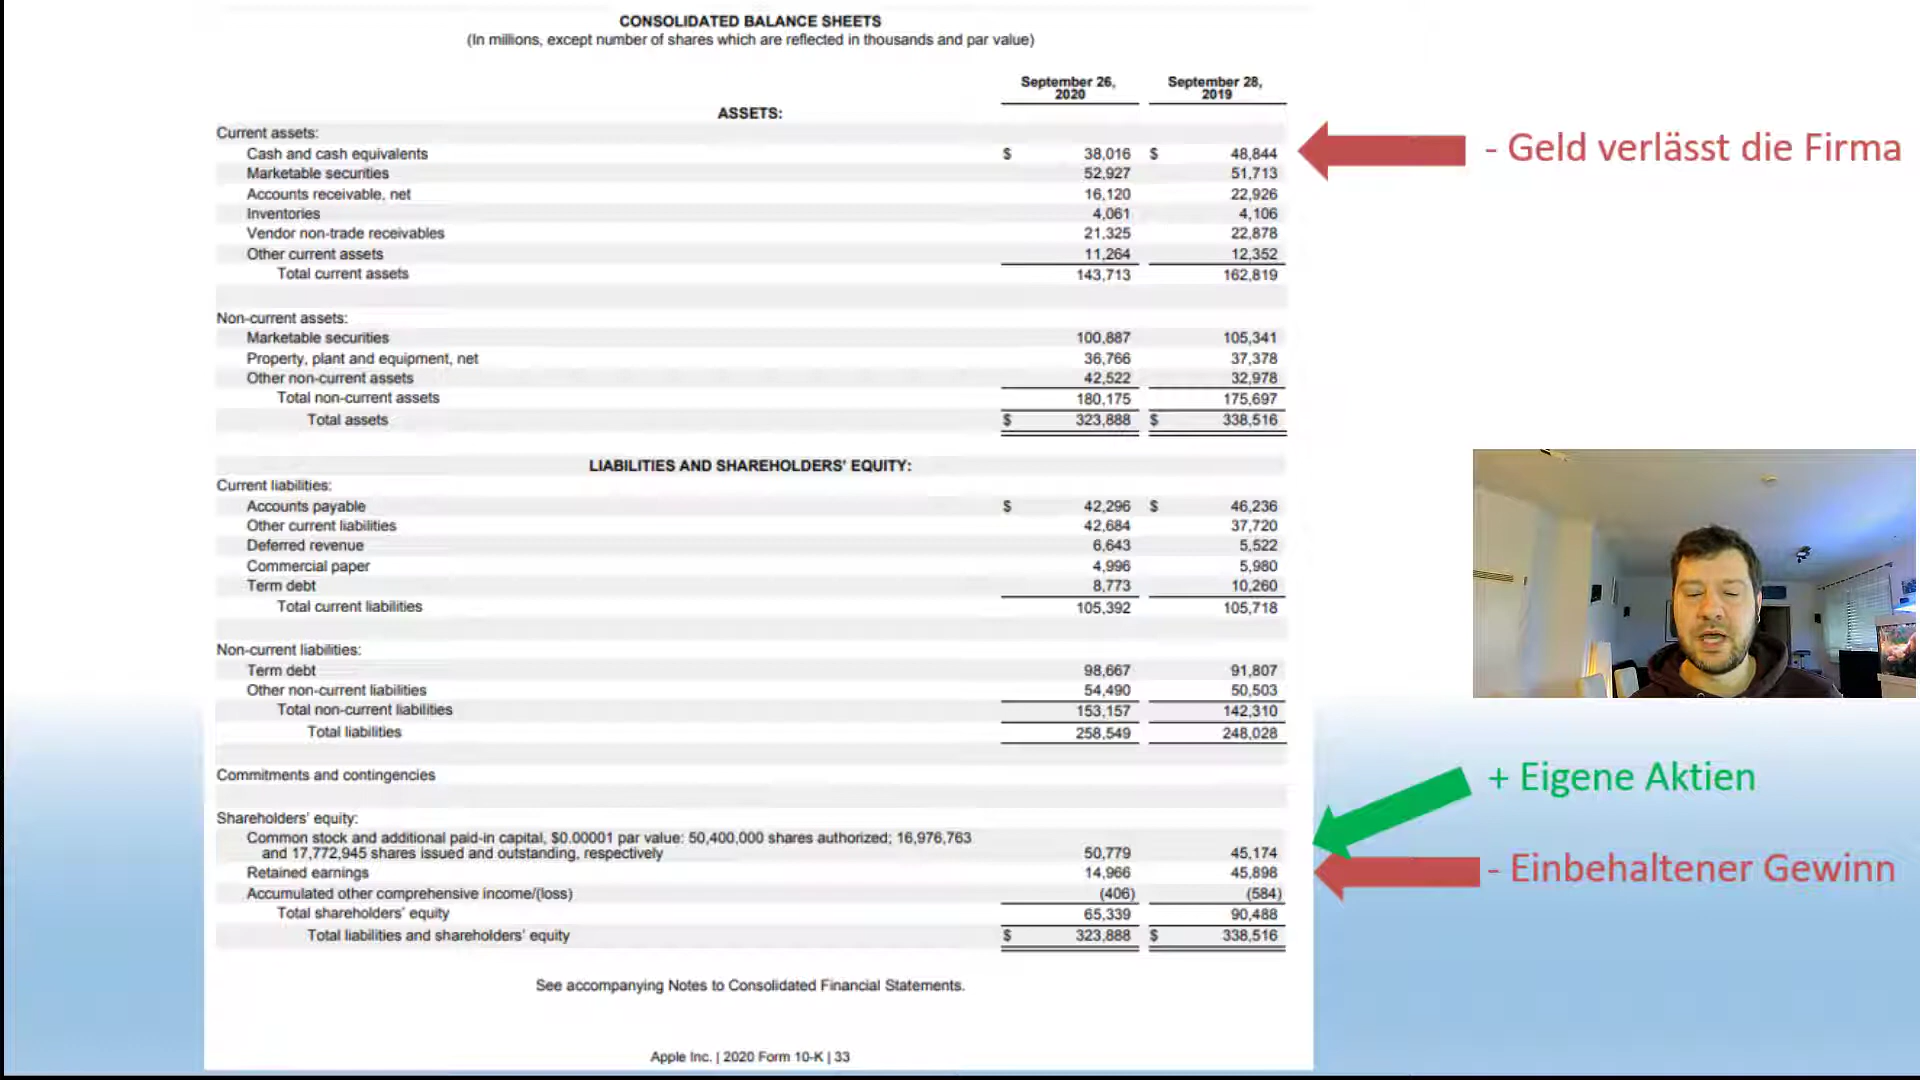 CONSOLIDATED BALANCE SHEETS
(In millions, except number of shares which are reflected in thousands and par value)
September 26, 2020 September 28, 2019
ASSETS:
Current assets:
Cash and cash equivalents $ 38,016 $ 48,844
Marketable securities 52,927 51,713
Accounts receivable, net 16,120 22,926
Inventories 4,061 4,106
Vendor non-trade receivables 21,325 22,878
Other current assets 11,264 12,352
Total current assets 143,713 162,819
Non-current assets:
Marketable securities 100,887 105,341
Property, plant and equipment, net 36,766 37,378
Other non-current assets 42,522 32,978
Total non-current assets 180,175 175,697
Total assets $ 323,888 $ 338,516
LIABILITIES AND SHAREHOLDERS' EQUITY:
Current liabilities:
Accounts payable $ 42,296 $ 46,236
Other current liabilities 42,684 37,720
Deferred revenue 6,643 5,522
Commercial paper 4,996 5,980
Term debt 8,773 10,260
Total current liabilities 105,392 105,718
Non-current liabilities:
Term debt 98,667 91,807
Other non-current liabilities 54,490 50,503
Total non-current liabilities 153,157 142,310
Total liabilities 258,549 248,028
Commitments and contingencies
Shareholders' equity:
Common stock and additional paid-in capital, $0.00001 par value: 50,400,000 shares authorized; 16,976,763
and 17,772,945 shares issued and outstanding, respectively 50,779 45,174
Retained earnings 14,966 45,898
Accumulated other comprehensive income/(loss) (406) (584)
Total shareholders' equity 65,339 90,488
Total liabilities and shareholders' equity $ 323,888 $ 338,516
See accompanying Notes to Consolidated Financial Statements.
Apple Inc. | 2020 Form 10-K | 33
- Geld verlässt die Firma
+ Eigene Aktien
- Einbehaltener Gewinn